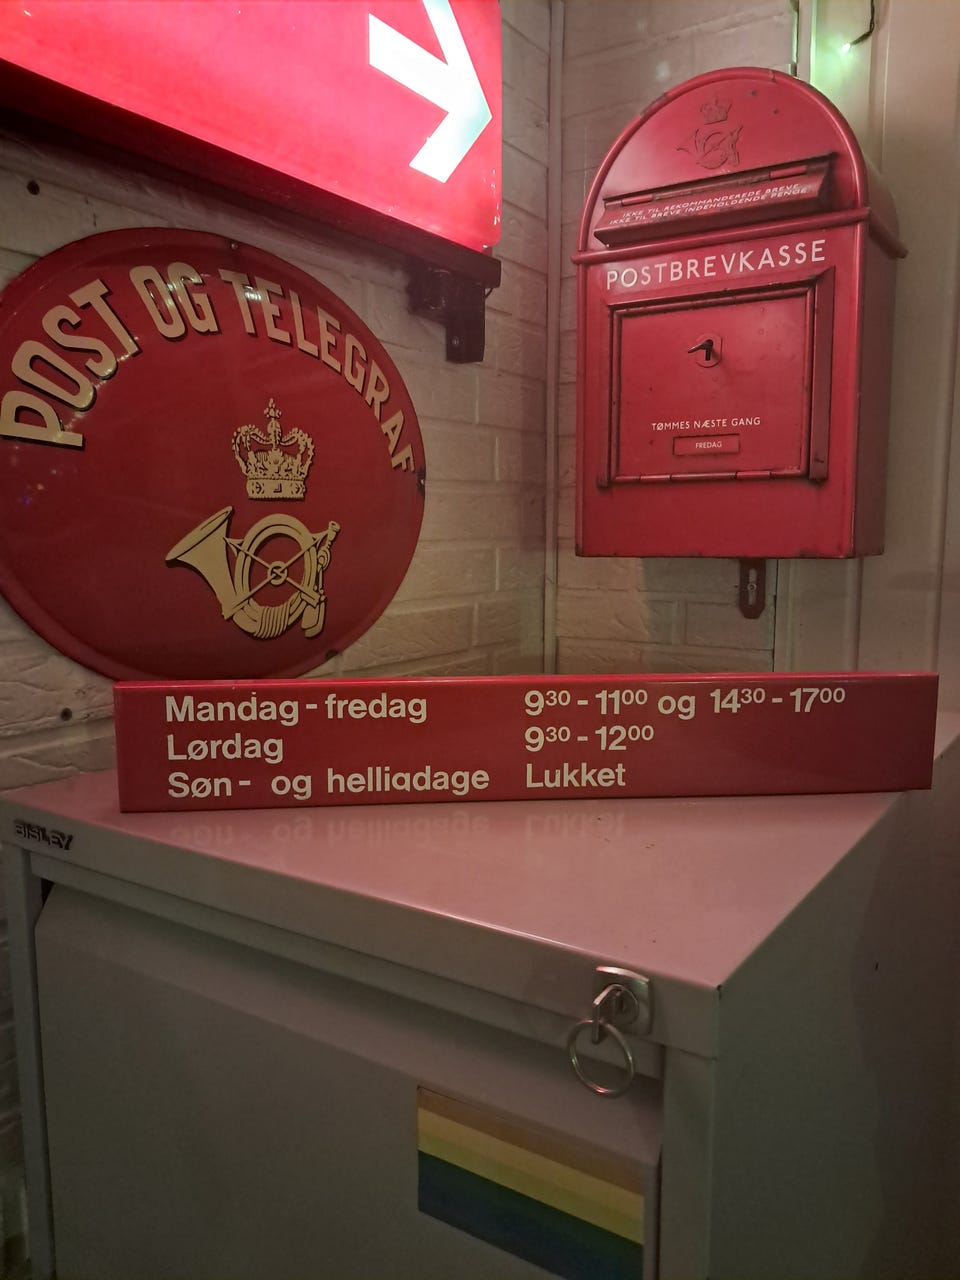 POST OG TELEGRAF
IKKE TIL REKOMMANDEREDE BREVE
IKKE TIL BREVE INDEHOLDENDE PENGE
POSTBREVKASSE
TØMMES NÆSTE GANG
FREDAG
Mandag - fredag 9³⁰ - 11⁰⁰ og 14³⁰ - 17⁰⁰
Lørdag 9³⁰ - 12⁰⁰
Søn- og helligdage Lukket
BISLEY